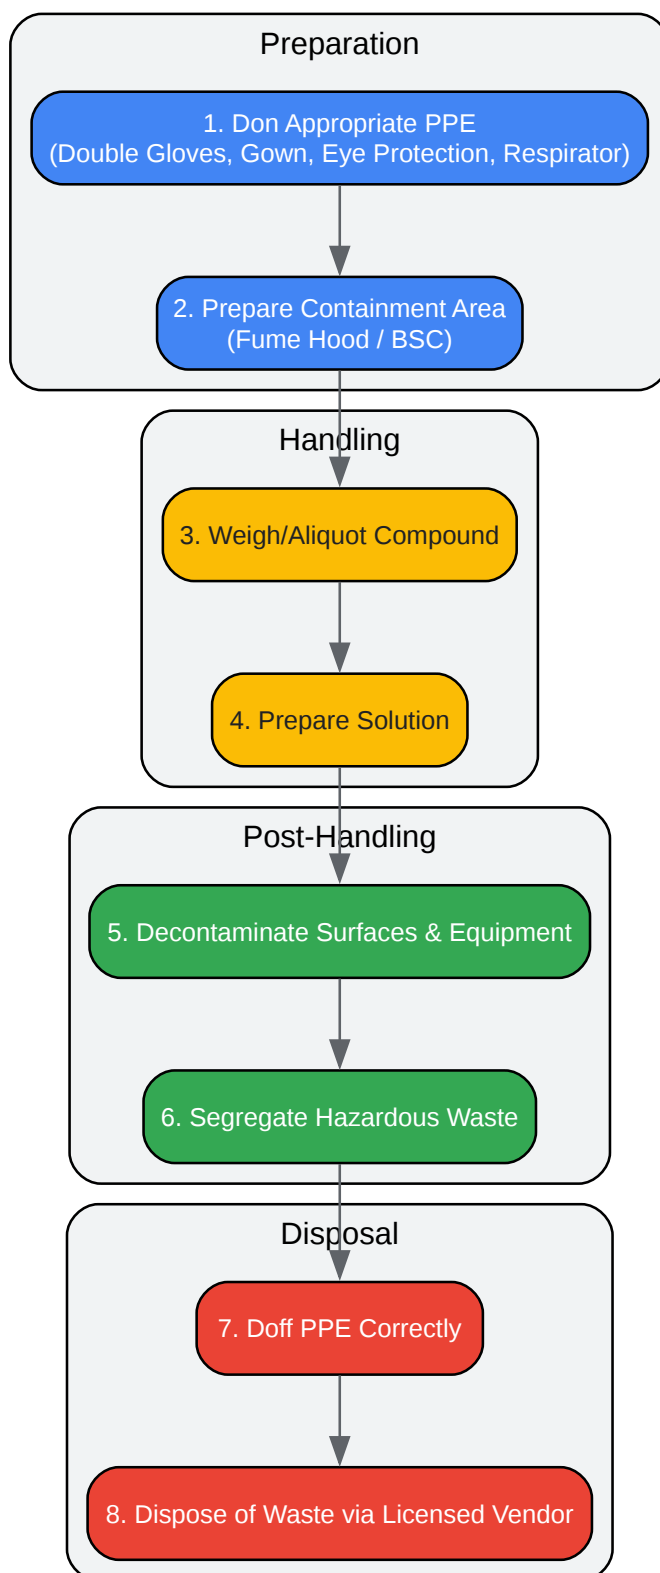 Preparation
1. Don Appropriate PPE
(Double Gloves, Gown, Eye Protection, Respirator)
2. Prepare Containment Area
(Fume Hood / BSC)
Handling
3. Weigh/Aliquot Compound
4. Prepare Solution
Post-Handling
5. Decontaminate Surfaces & Equipment
6. Segregate Hazardous Waste
Disposal
7. Doff PPE Correctly
8. Dispose of Waste via Licensed Vendor